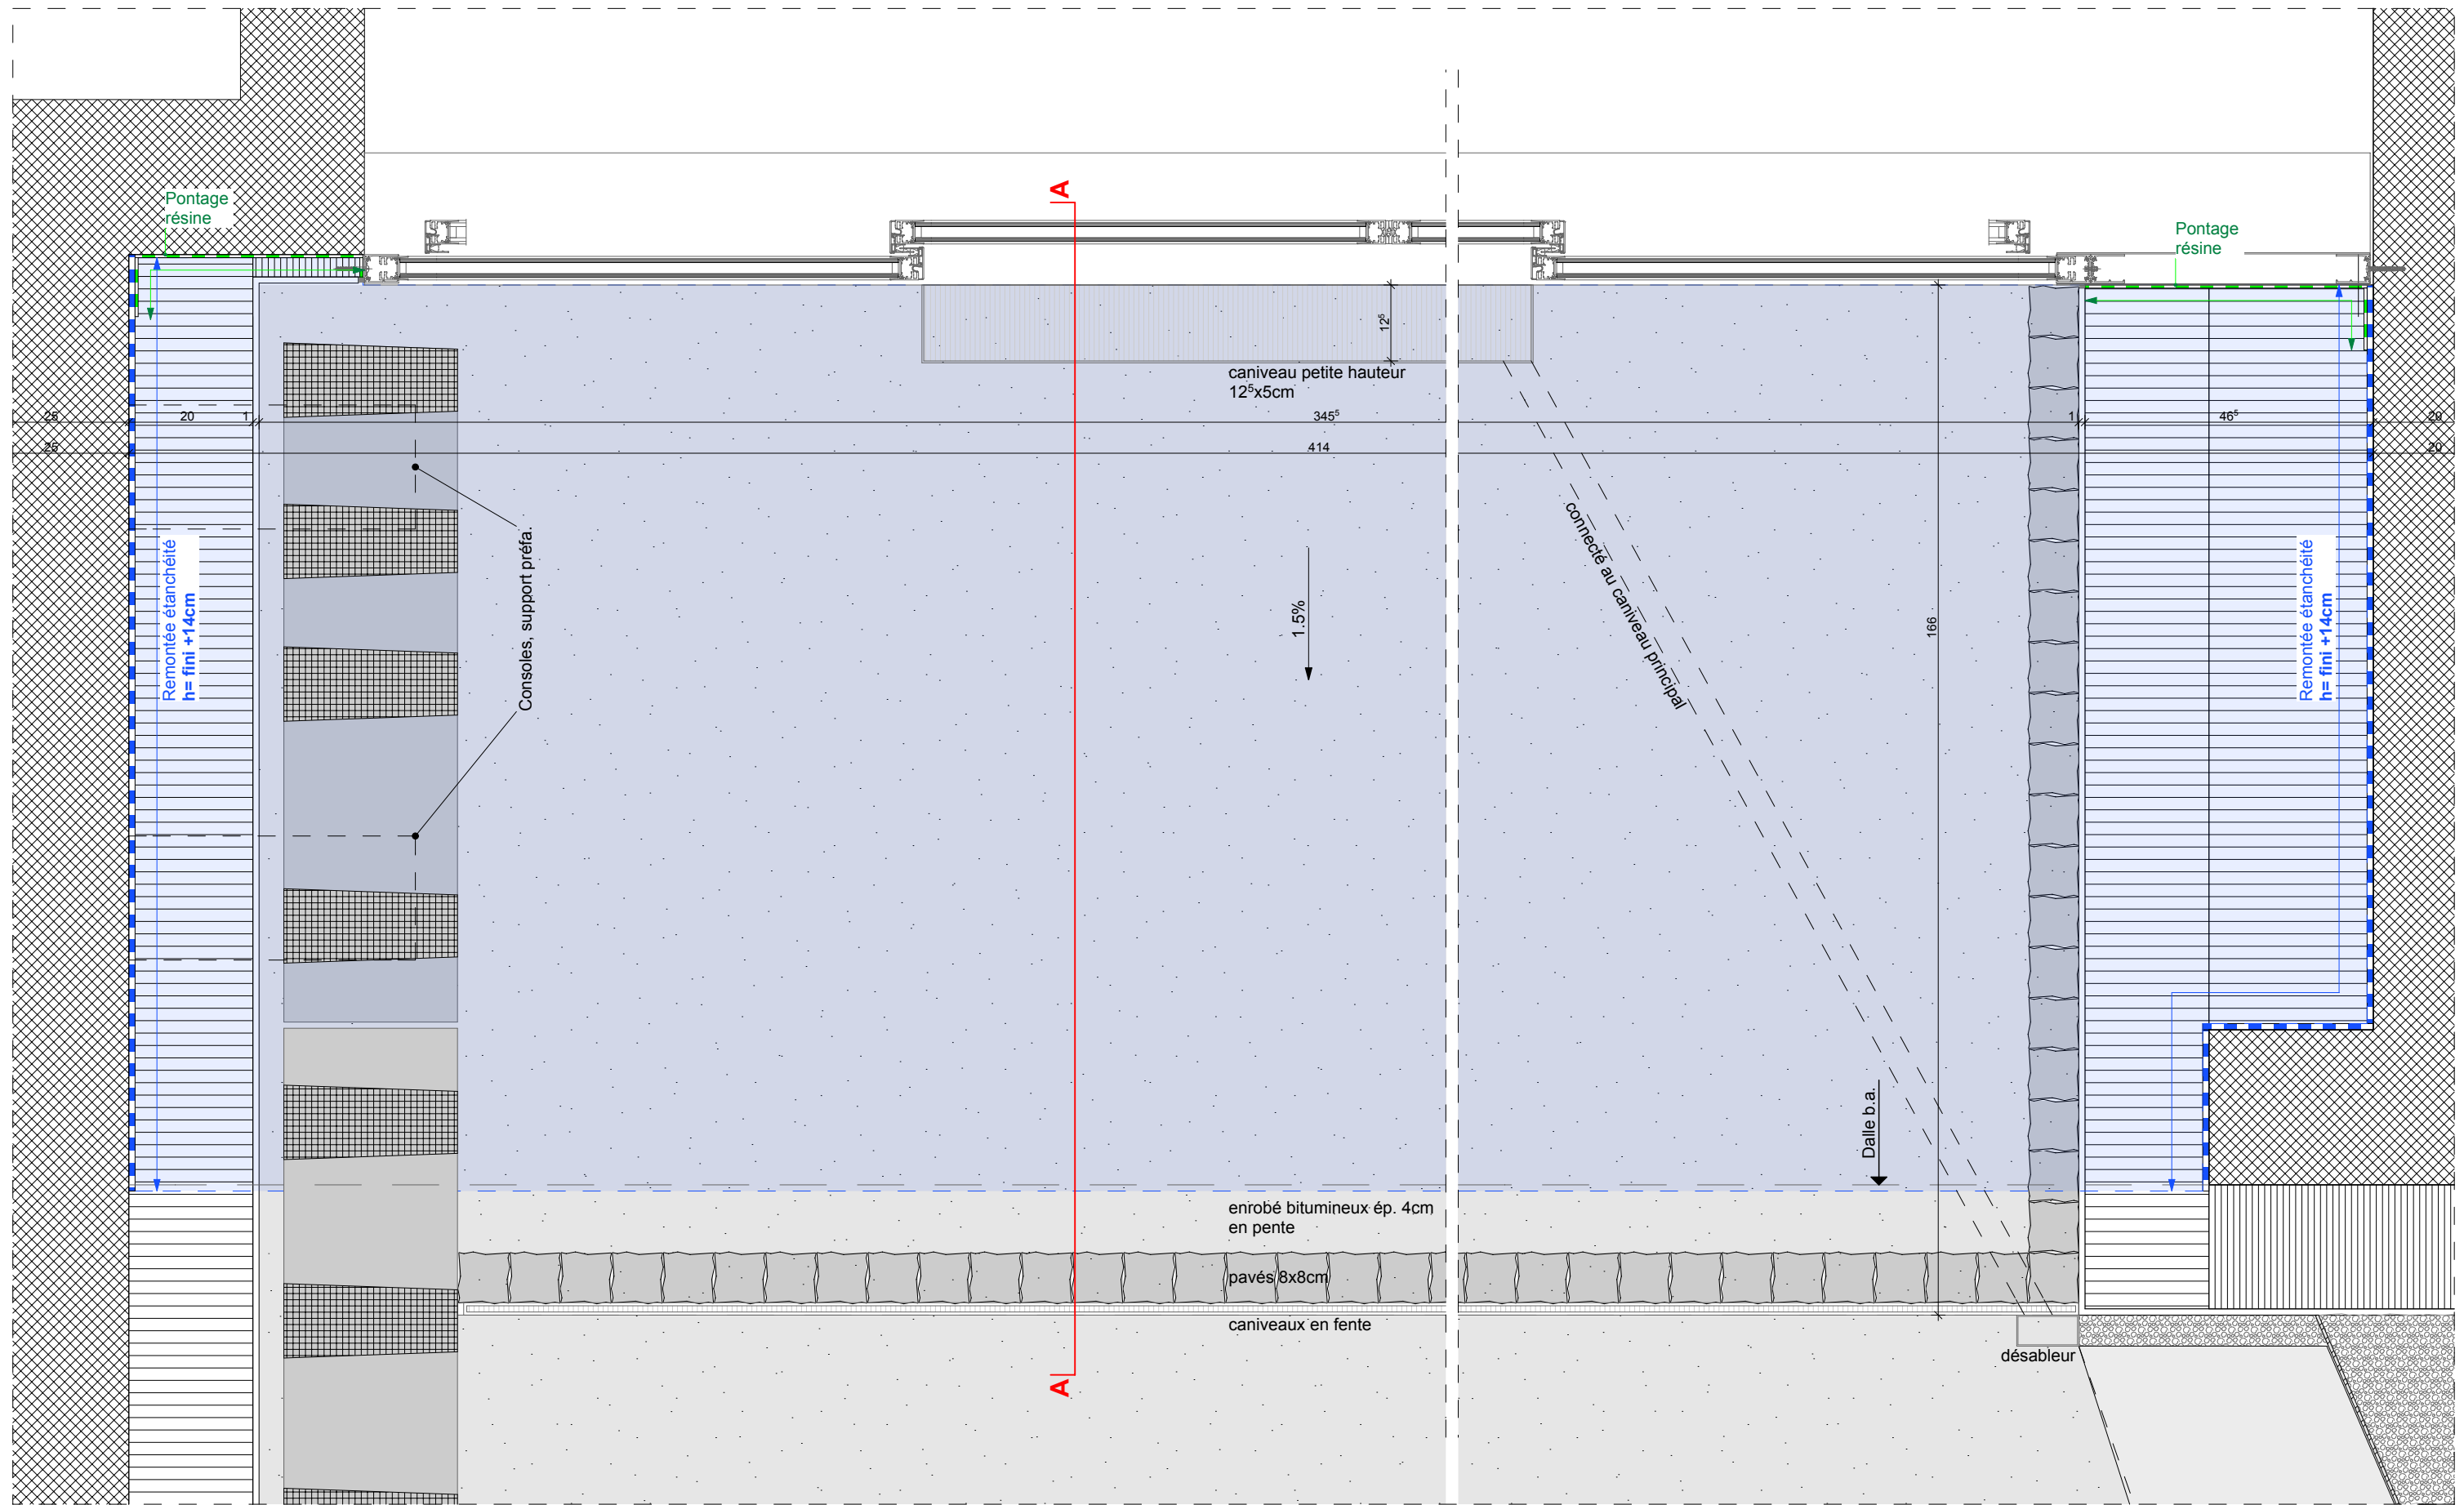 A
Pontage
résine
Pontage
résine
12⁵
caniveau petite hauteur
12⁵x5cm
25
20
1
345⁵
1
46⁵
20
25
414
20
Consoles, support préfa.
connecté au caniveau principal
Remontée étanchéité
h= fini +14cm
1.5%
166
Remontée étanchéité
h= fini +14cm
Dalle b.a.
enrobé bitumineux ép. 4cm
en pente
pavés 8x8cm
caniveaux en fente
désableur
A